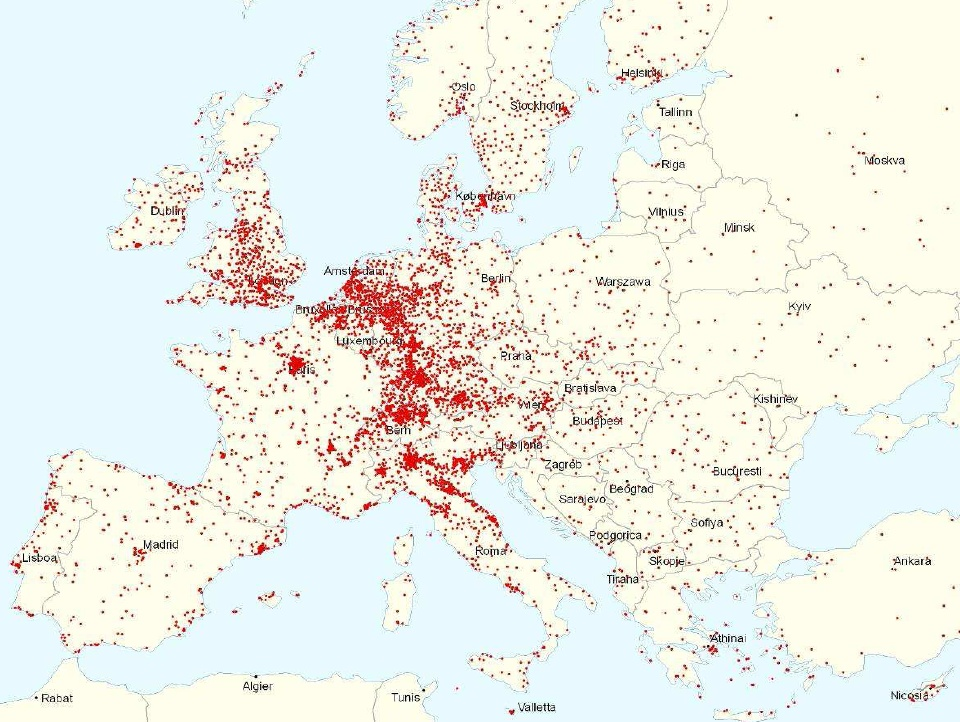 Helsinki
Oslo
Stockholm
Tallinn
Moskva
Riga
København
Dublin
Vilnius
Minsk
Amsterdam
Berlin
London
Warszawa
Kyiv
Bruxelles
Luxembourg
Praha
Paris
Bratislava
Kishinev
Wien
Budapest
Bern
Ljubljana
Zagreb
Bucuresti
Beograd
Sarajevo
Sofiya
Podgorica
Madrid
Roma
Lisboa
Skopje
Ankara
Tirana
Athinai
Algier
Rabat
Tunis
Nicosia
Valletta